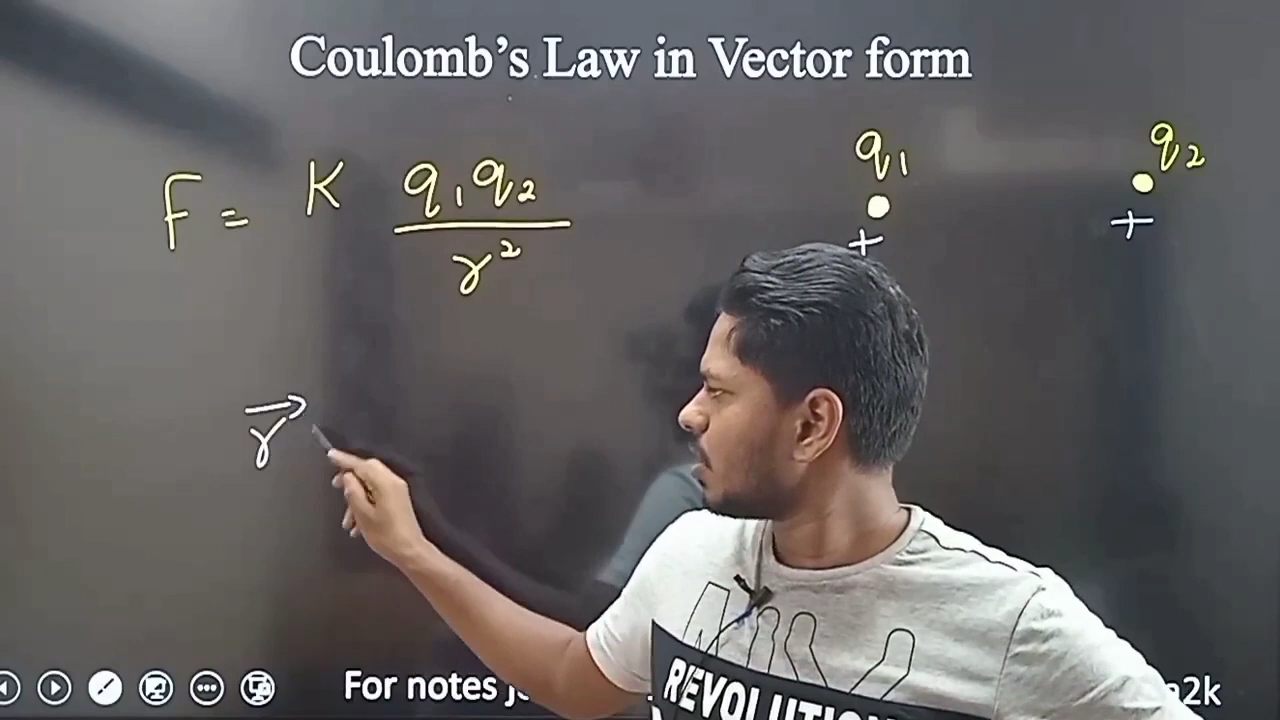 Coulomb's Law in Vector form
F = K q₁q₂ / r²
q₁
q₂
+
+
r⃗
For notes
2k
REVOLUTION